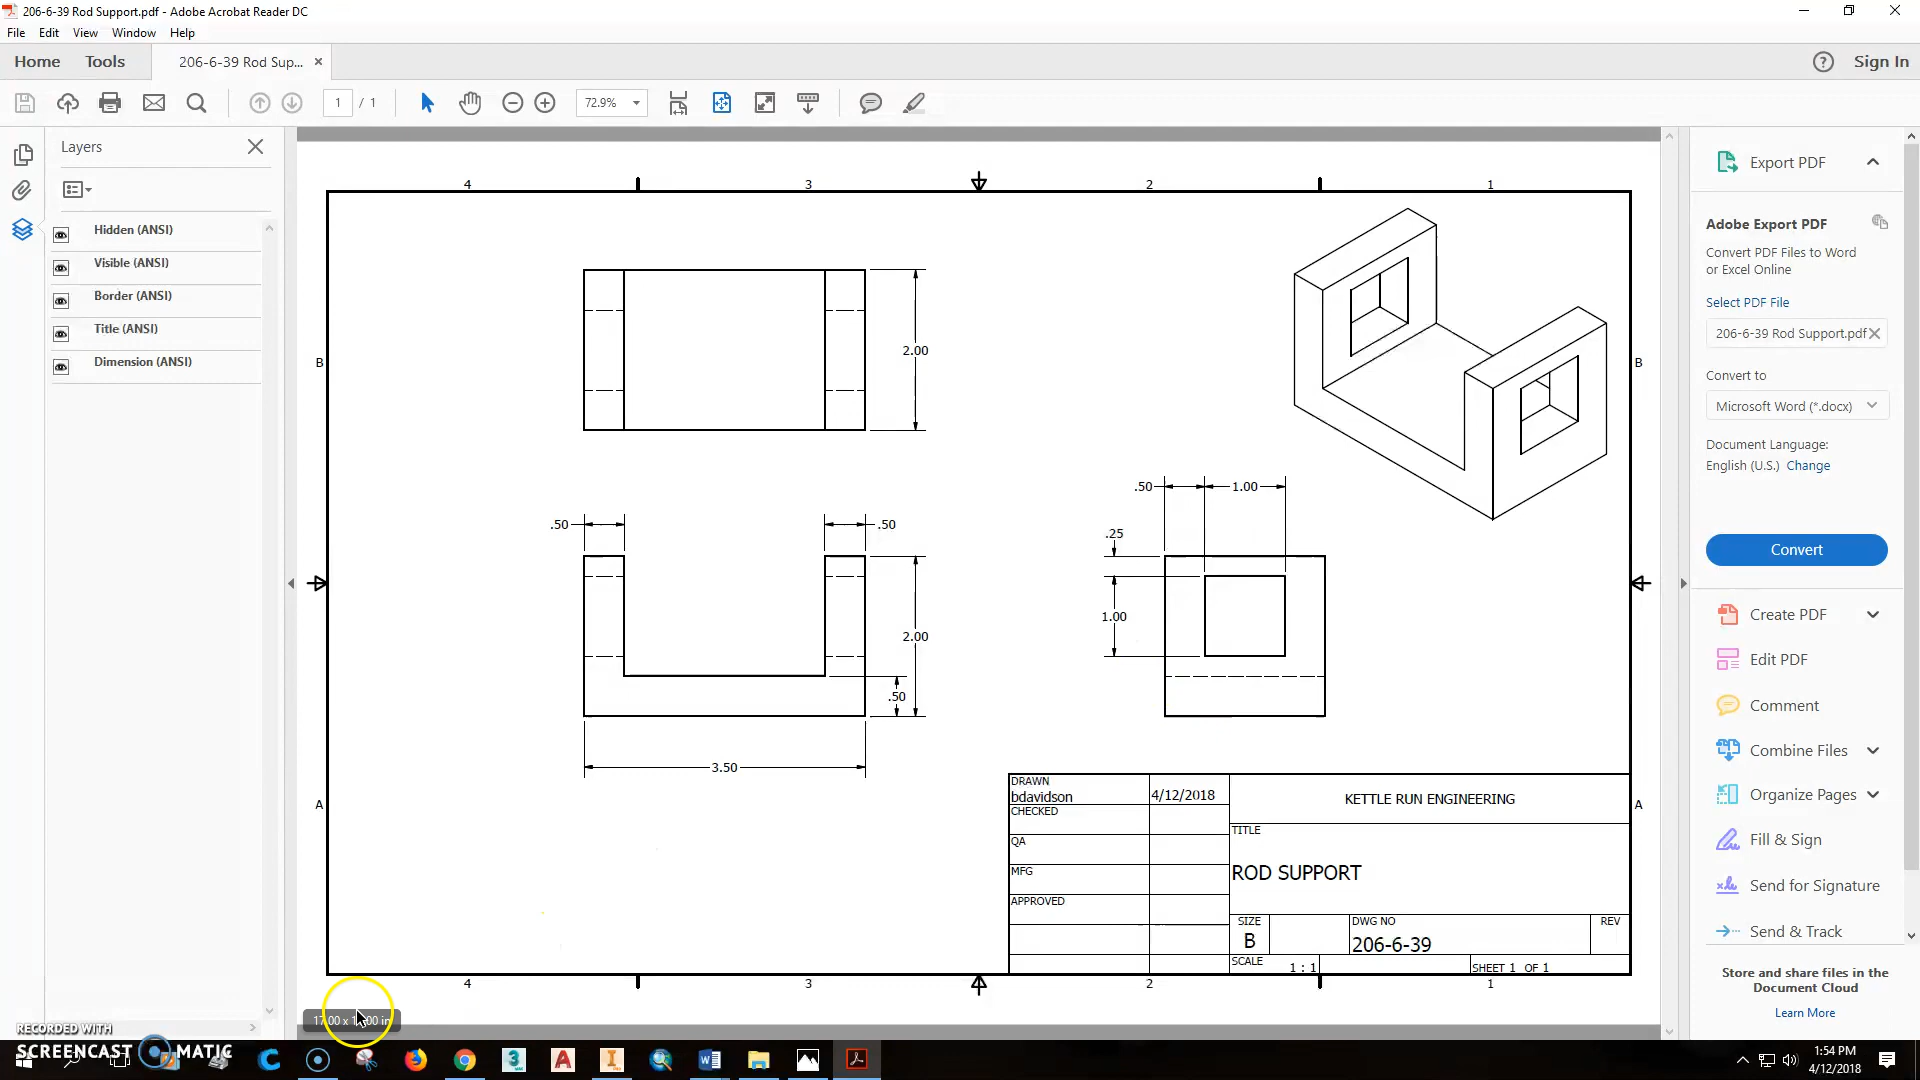 206-6-39 Rod Support.pdf - Adobe Acrobat Reader DC
File Edit View Window Help
Home Tools 206-6-39 Rod Sup... Sign In
1 / 1 72.9%
Layers
Hidden (ANSI)
Visible (ANSI)
Border (ANSI)
Title (ANSI)
Dimension (ANSI)
4 3 2 1
B B
A A
2.00
.50 .50
2.00
.50
3.50
.50 1.00
.25
1.00
DRAWN
bdavidson 4/12/2018
CHECKED
QA
MFG
APPROVED
KETTLE RUN ENGINEERING
TITLE
ROD SUPPORT
SIZE
B
DWG NO
206-6-39
REV
SCALE
1 : 1
SHEET 1 OF 1
4 3 2 1
Export PDF
Adobe Export PDF
Convert PDF Files to Word
or Excel Online
Select PDF File
206-6-39 Rod Support.pdf
Convert to
Microsoft Word (*.docx)
Document Language:
English (U.S.) Change
Convert
Create PDF
Edit PDF
Comment
Combine Files
Organize Pages
Fill & Sign
Send for Signature
Send & Track
Store and share files in the
Document Cloud
Learn More
RECORDED WITH
SCREENCAST MATIC
1:54 PM
4/12/2018